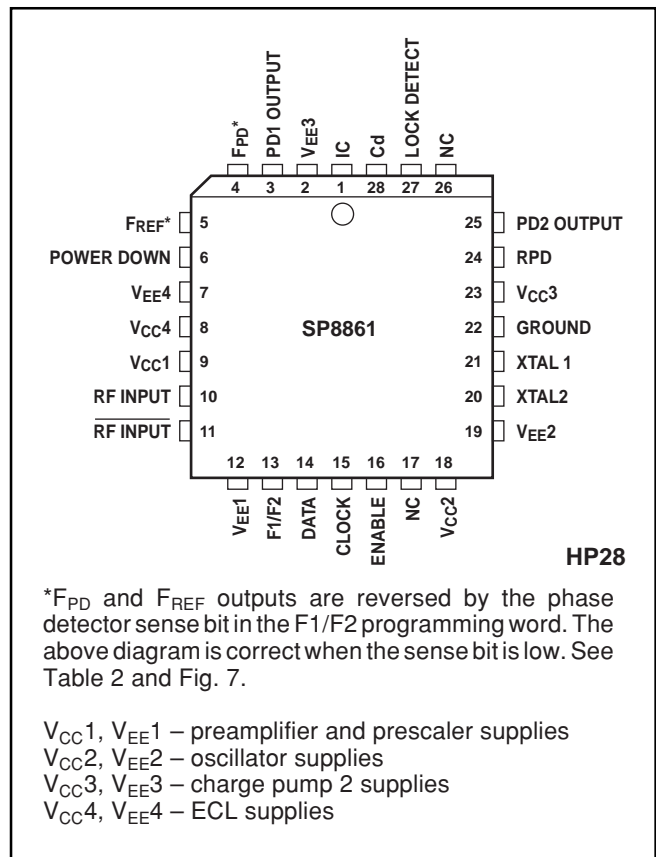 FPD*
PD1 OUTPUT
VEE3
IC
Cd
LOCK DETECT
NC
4
3
2
1
28
27
26
FREF*
5
25
PD2 OUTPUT
POWER DOWN
6
24
RPD
VEE4
7
23
VCC3
VCC4
8
SP8861
22
GROUND
VCC1
9
21
XTAL 1
RF INPUT
10
20
XTAL2
RF INPUT
11
19
VEE2
12
13
14
15
16
17
18
VEE1
F1/F2
DATA
CLOCK
ENABLE
NC
VCC2
HP28
*FPD and FREF outputs are reversed by the phase
detector sense bit in the F1/F2 programming word. The
above diagram is correct when the sense bit is low. See
Table 2 and Fig. 7.
VCC1, VEE1 – preamplifier and prescaler supplies
VCC2, VEE2 – oscillator supplies
VCC3, VEE3 – charge pump 2 supplies
VCC4, VEE4 – ECL supplies